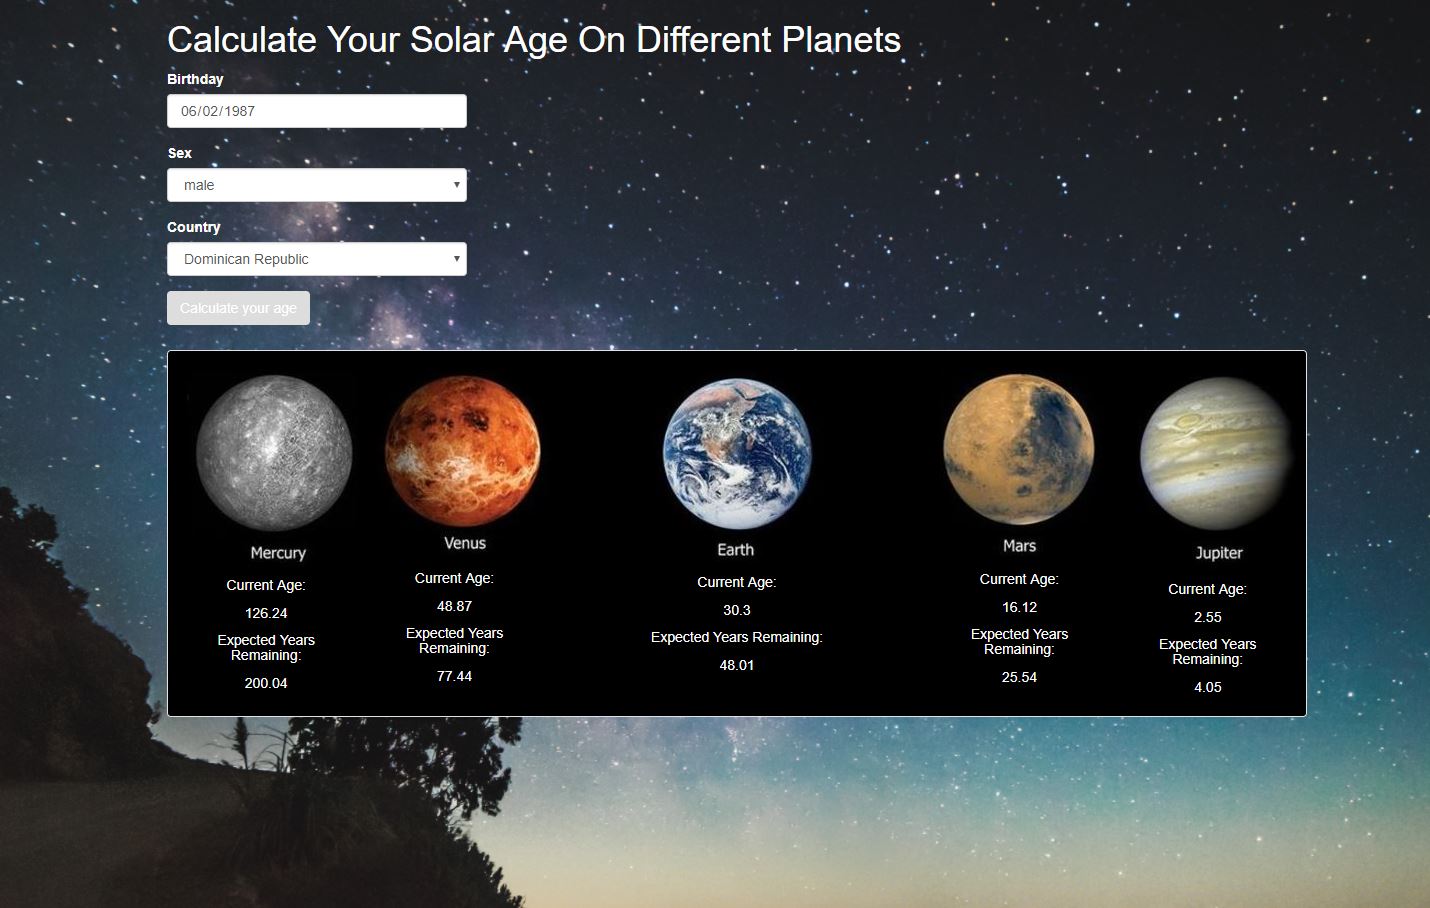 Calculate Your Solar Age On Different Planets
Birthday
06/02/1987
Sex
male
Country
Dominican Republic
Calculate your age
Mercury
Current Age:
126.24
Expected Years
Remaining:
200.04
Venus
Current Age:
48.87
Expected Years
Remaining:
77.44
Earth
Current Age:
30.3
Expected Years Remaining:
48.01
Mars
Current Age:
16.12
Expected Years
Remaining:
25.54
Jupiter
Current Age:
2.55
Expected Years
Remaining:
4.05